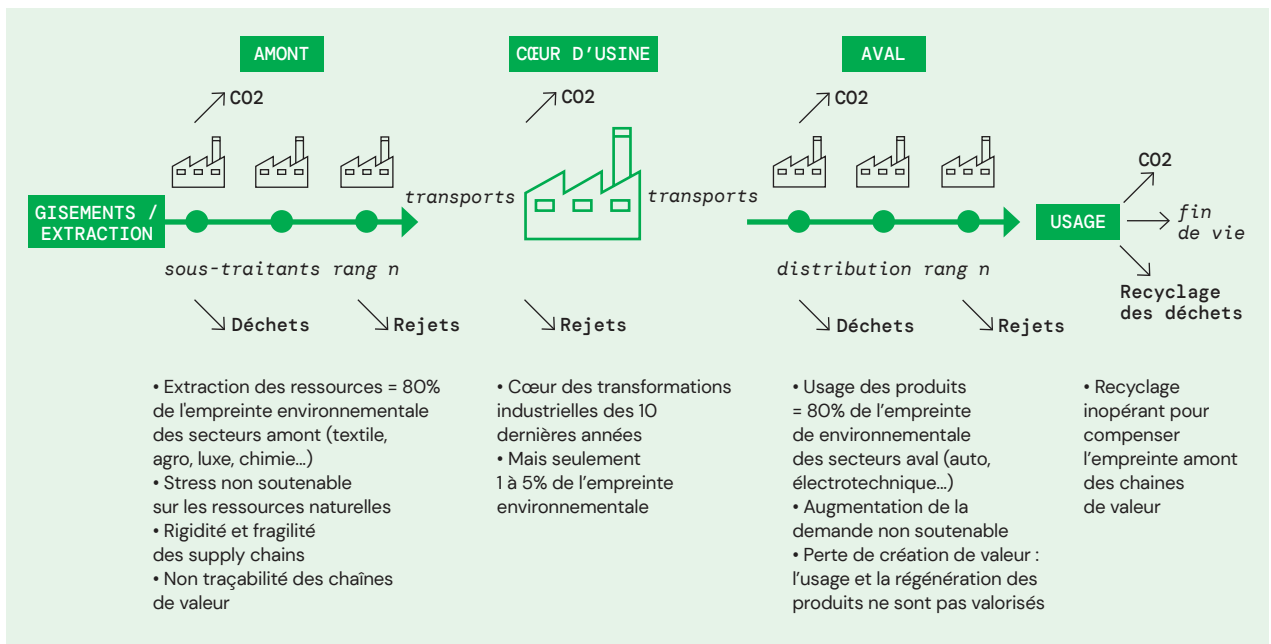 AMONT
CŒUR D'USINE
AVAL
CO2
CO2
CO2
CO2
transports
transports
GISEMENTS /
EXTRACTION
USAGE
fin
de vie
sous-traitants rang n
distribution rang n
Recyclage
des déchets
Déchets
Rejets
Rejets
Déchets
Rejets
• Extraction des ressources = 80%
de l'empreinte environnementale
des secteurs amont (textile,
agro, luxe, chimie...)
• Stress non soutenable
sur les ressources naturelles
• Rigidité et fragilité
des supply chains
• Non traçabilité des chaînes
de valeur
• Cœur des transformations
industrielles des 10
dernières années
• Mais seulement
1 à 5% de l'empreinte
environnementale
• Usage des produits
= 80% de l'empreinte
de environnementale
des secteurs aval (auto,
électrotechnique...)
• Augmentation de la
demande non soutenable
• Perte de création de valeur :
l'usage et la régénération des
produits ne sont pas valorisés
• Recyclage
inopérant pour
compenser
l'empreinte amont
des chaines
de valeur